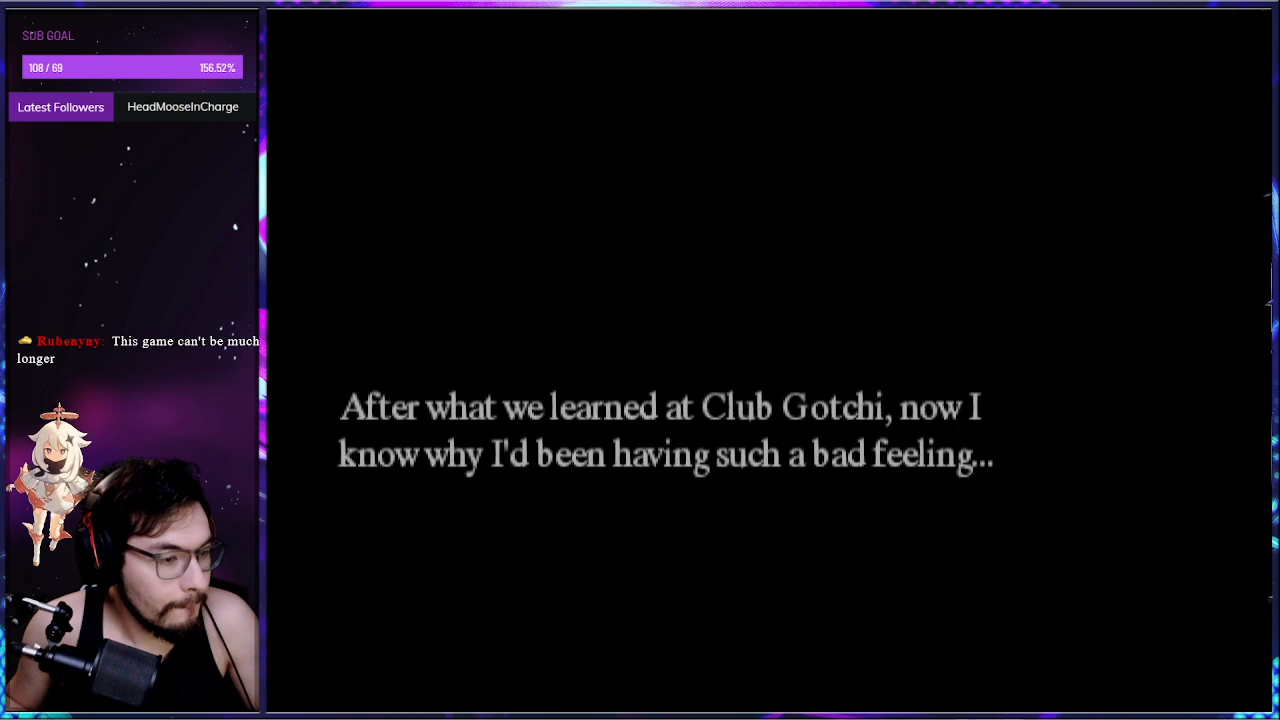 SUB GOAL
108 / 69 156.52%
Latest Followers HeadMooseInCharge
Rubenyny: This game can't be much
longer
After what we learned at Club Gotchi, now I
know why I'd been having such a bad feeling...